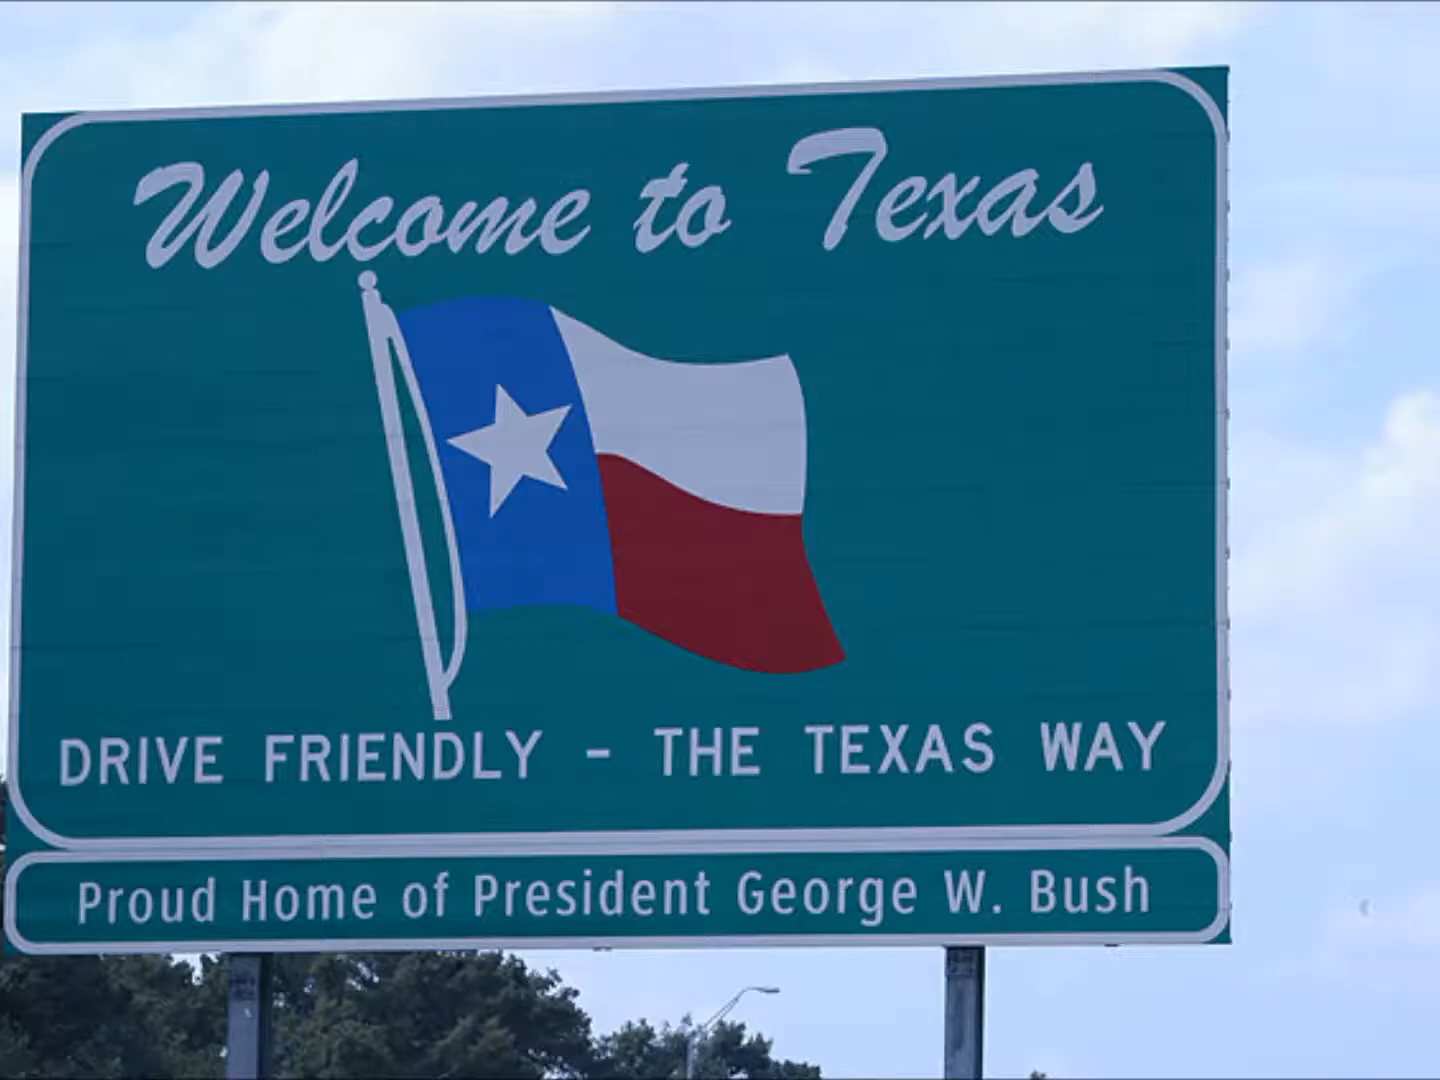 Welcome to Texas
DRIVE FRIENDLY - THE TEXAS WAY
Proud Home of President George W. Bush